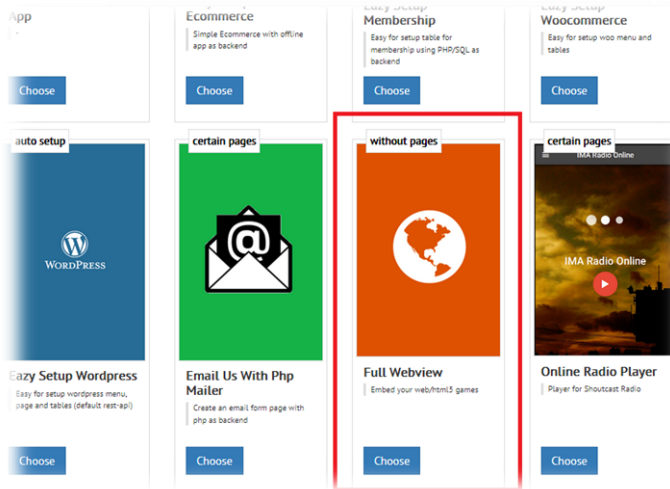 App
Ecommerce
Simple Ecommerce with offline
app as backend
Eazy Setup
Membership
Easy for setup table for
membership using PHP/SQL as
backend
Eazy Setup
Woocommerce
Easy for setup woo menu and
tables
Choose
Choose
Choose
Choose
auto setup
WORDPRESS
Eazy Setup Wordpress
Easy for setup wordpress menu,
page and tables (default rest-api)
Choose
certain pages
Email Us With Php
Mailer
Create an email form page with
php as backend
Choose
without pages
Full Webview
Embed your web/html5 games
Choose
certain pages
IMA Radio Online
IMA Radio Online
Online Radio Player
Player for Shoutcast Radio
Choose